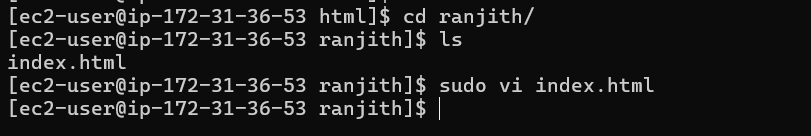 [ec2-user@ip-172-31-36-53 html]$ cd ranjith/
[ec2-user@ip-172-31-36-53 ranjith]$ ls
index.html
[ec2-user@ip-172-31-36-53 ranjith]$ sudo vi index.html
[ec2-user@ip-172-31-36-53 ranjith]$